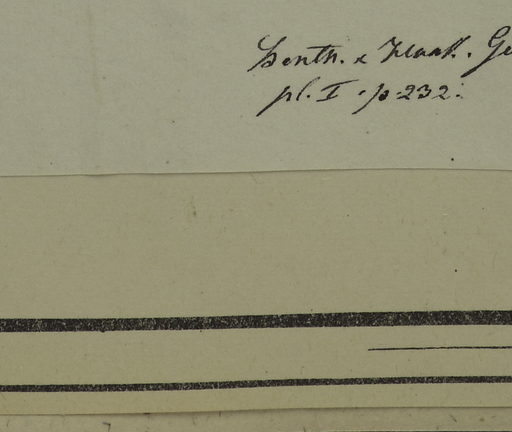 Benth. & Hook. Ge
pl. I. p. 232.